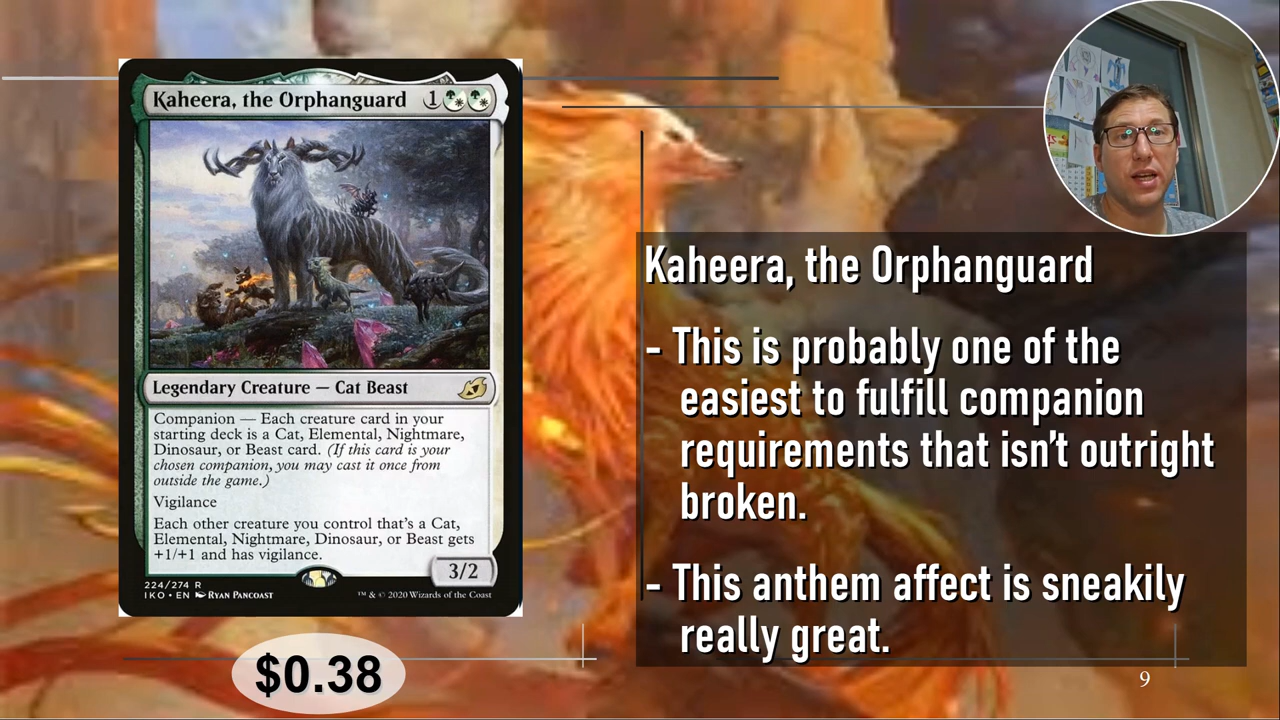 Kaheera, the Orphanguard 1
Legendary Creature — Cat Beast
Companion — Each creature card in your
starting deck is a Cat, Elemental, Nightmare,
Dinosaur, or Beast card. (If this card is your
chosen companion, you may cast it once from
outside the game.)
Vigilance
Each other creature you control that's a Cat,
Elemental, Nightmare, Dinosaur, or Beast gets
+1/+1 and has vigilance.
3/2
224/274 R
IKO • EN Ryan Pancoast
™ & © 2020 Wizards of the Coast
$0.38
Kaheera, the Orphanguard
- This is probably one of the
easiest to fulfill companion
requirements that isn't outright
broken.
- This anthem affect is sneakily
really great.
9